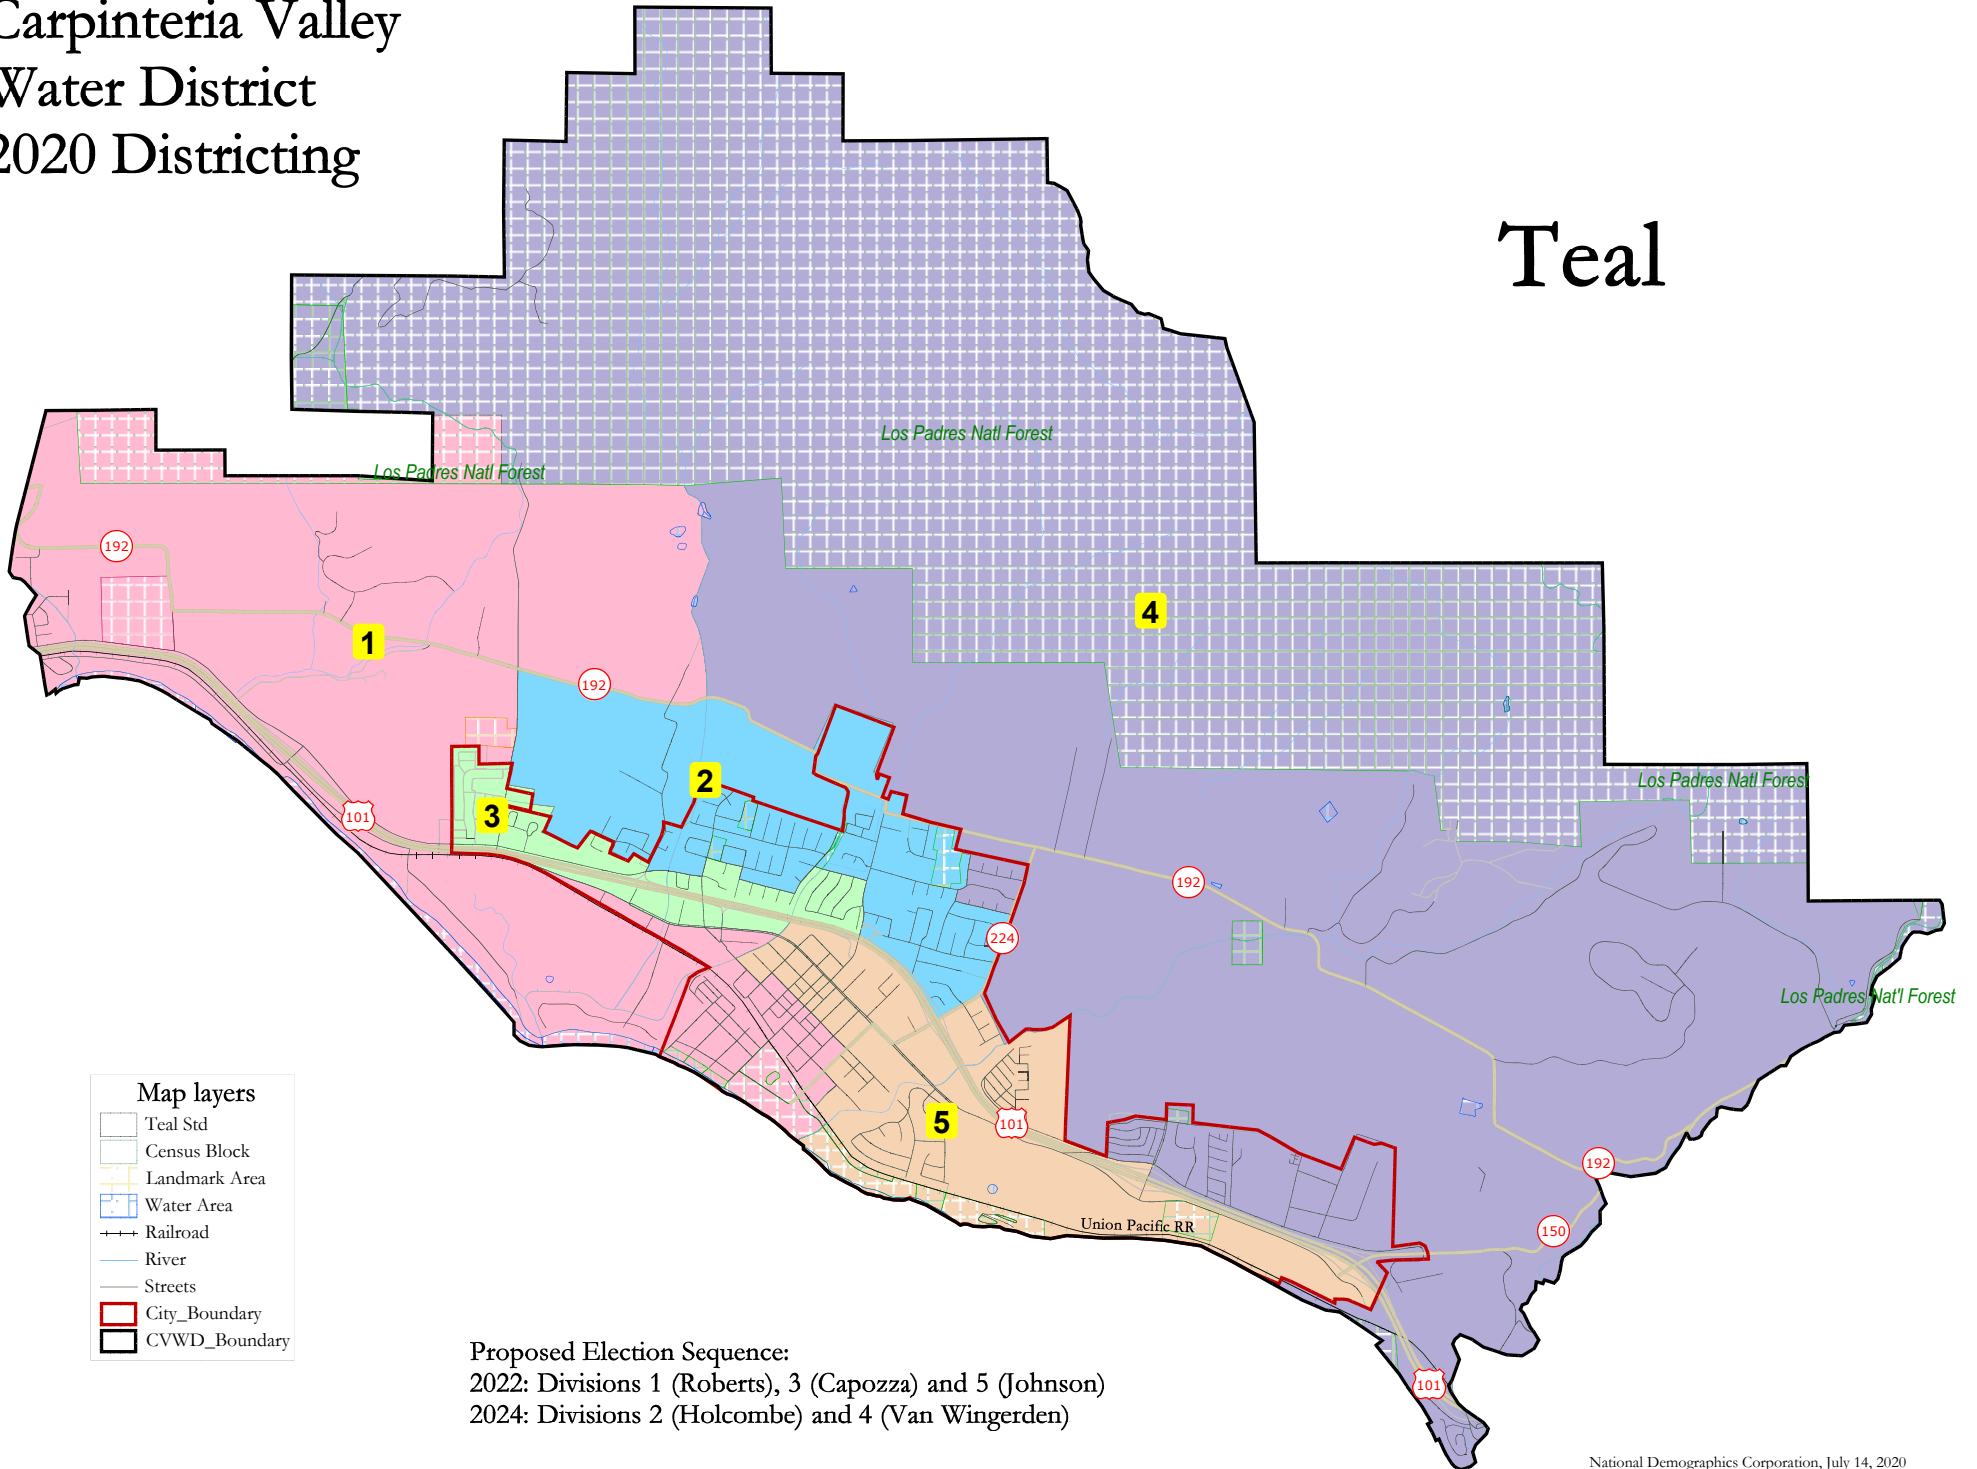 Carpinteria Valley
Water District
2020 Districting
Teal
Los Padres Natl Forest
Los Padres Natl Forest
192
4
1
192
2
Los Padres Natl Forest
3
101
192
224
Los Padres Nat'l Forest
5
101
192
Union Pacific RR
150
101
Map layers
Teal Std
Census Block
Landmark Area
Water Area
Railroad
River
Streets
City_Boundary
CVWD_Boundary
Proposed Election Sequence:
2022: Divisions 1 (Roberts), 3 (Capozza) and 5 (Johnson)
2024: Divisions 2 (Holcombe) and 4 (Van Wingerden)
National Demographics Corporation, July 14, 2020